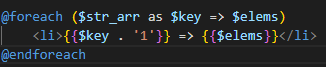 @foreach ($str_arr as $key => $elems)
<li>{{$key . '1'}} => {{$elems}}</li>
@endforeach